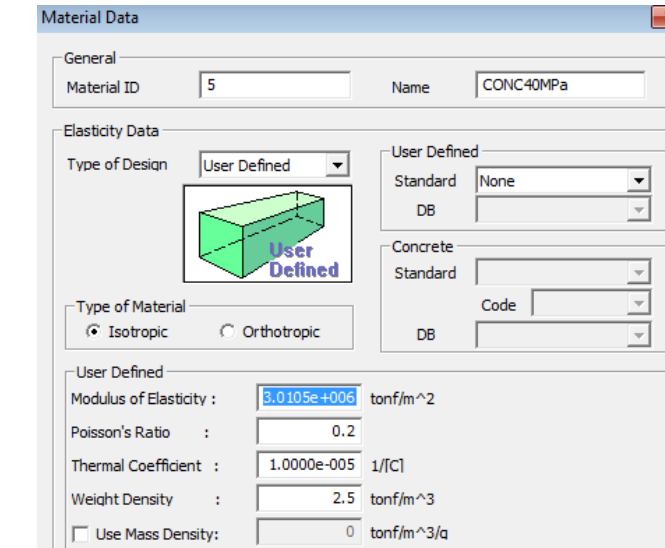 Material Data
General
Material ID 5 Name CONC40MPa
Elasticity Data
Type of Design User Defined
User Defined
Standard None
DB
User Defined
Concrete
Standard
Code
DB
Type of Material
Isotropic Orthotropic
User Defined
Modulus of Elasticity : 3.0105e+006 tonf/m^2
Poisson's Ratio : 0.2
Thermal Coefficient : 1.0000e-005 1/[C]
Weight Density : 2.5 tonf/m^3
Use Mass Density: 0 tonf/m^3/g